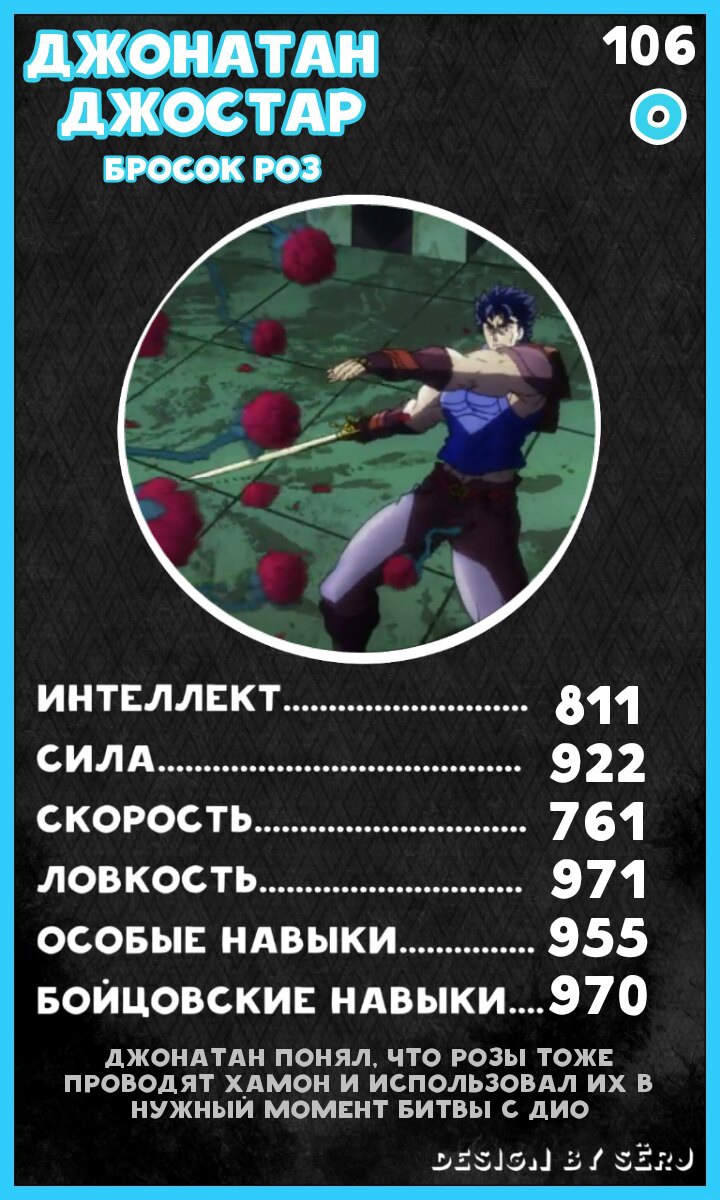 ДЖОНАТАН
ДЖОСТАР
БРОСОК РОЗ
106
ИНТЕЛЛЕКТ........................... 811
СИЛА........................................ 922
СКОРОСТЬ.............................. 761
ЛОВКОСТЬ............................. 971
ОСОБЫЕ НАВЫКИ............... 955
БОЙЦОВСКИЕ НАВЫКИ.... 970
ДЖОНАТАН ПОНЯЛ, ЧТО РОЗЫ ТОЖЕ
ПРОВОДЯТ ХАМОН И ИСПОЛЬЗОВАЛ ИХ В
НУЖНЫЙ МОМЕНТ БИТВЫ С ДИО
DESIGN BY SЁRJ